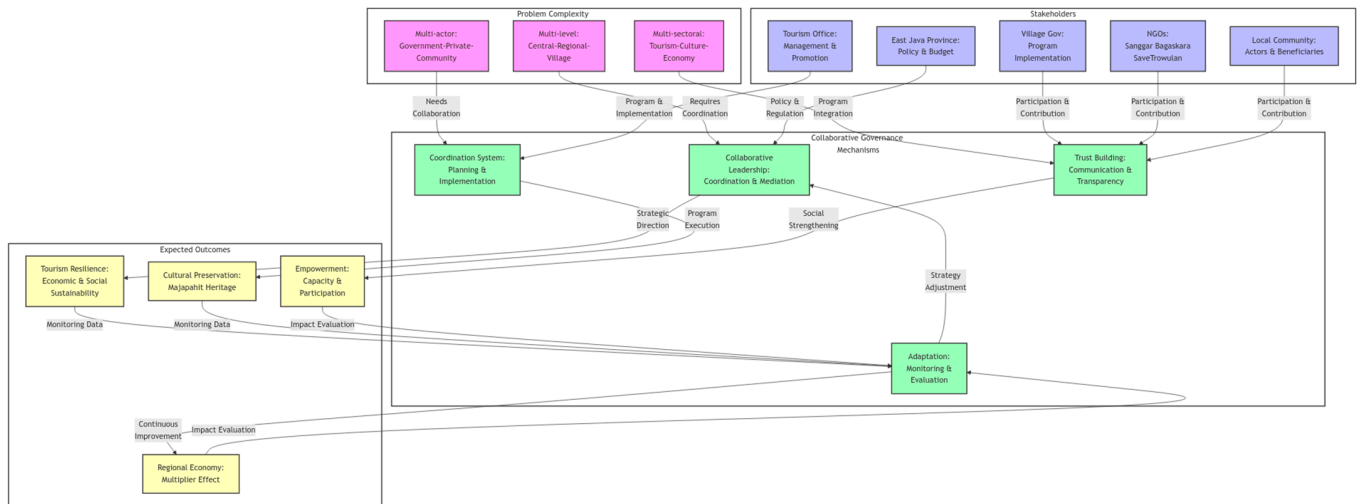 Problem Complexity
Stakeholders
Multi-actor:
Government-Private-
Community
Multi-level:
Central-Regional-
Village
Multi-sectoral:
Tourism-Culture-
Economy
Tourism Office:
Management &
Promotion
East Java Province:
Policy & Budget
Village Gov:
Program
Implementation
NGOs:
Sanggar Bagaskara
SaveTrowulan
Local Community:
Actors & Beneficiaries
Needs
Collaboration
Program &
Implementation
Requires
Coordination
Policy &
Regulation
Program
Integration
Participation &
Contribution
Participation &
Contribution
Participation &
Contribution
Collaborative Governance
Mechanisms
Coordination System:
Planning &
Implementation
Collaborative
Leadership:
Coordination & Mediation
Trust Building:
Communication &
Transparency
Strategic
Direction
Program
Execution
Social
Strengthening
Expected Outcomes
Tourism Resilience:
Economic & Social
Sustainability
Cultural Preservation:
Majapahit Heritage
Empowerment:
Capacity &
Participation
Strategy
Adjustment
Monitoring Data
Monitoring Data
Impact Evaluation
Adaptation:
Monitoring &
Evaluation
Continuous
Improvement
Impact Evaluation
Regional Economy:
Multiplier Effect